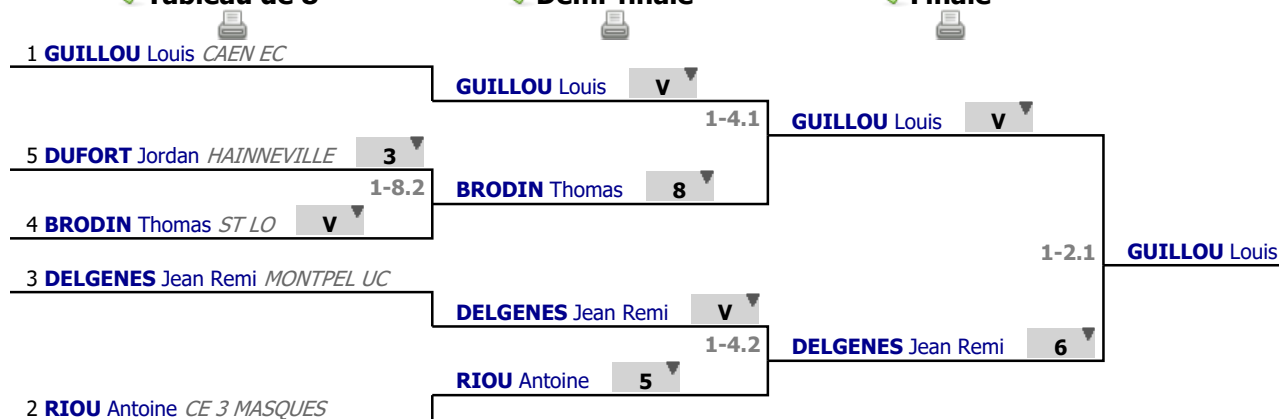 Tableau de 8
Demi-finale
Finale
1 GUILLOU Louis CAEN EC
GUILLOU Louis V
1-4.1
GUILLOU Louis V
5 DUFORT Jordan HAINNEVILLE 3
1-8.2
BRODIN Thomas 8
4 BRODIN Thomas ST LO V
1-2.1
GUILLOU Louis
3 DELGENES Jean Remi MONTPEL UC
DELGENES Jean Remi V
1-4.2
DELGENES Jean Remi 6
RIOU Antoine 5
2 RIOU Antoine CE 3 MASQUES